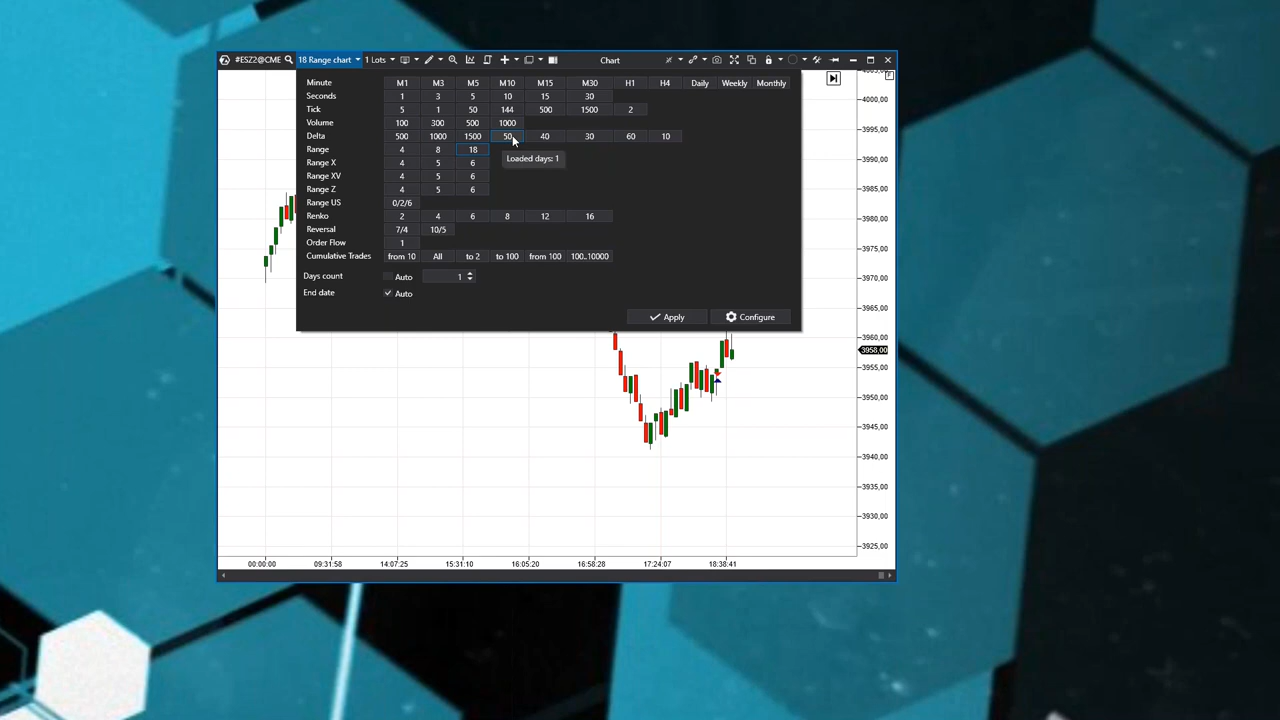 #ESZ2@CME 18 Range chart 1 Lots Chart
Minute M1 M3 M5 M10 M15 M30 H1 H4 Daily Weekly Monthly
Seconds 1 3 5 10 15 30
Tick 5 1 50 144 500 1500 2
Volume 100 300 500 1000
Delta 500 1000 1500 50 40 30 60 10
Range 4 8 18
Loaded days: 1
Range X 4 5 6
Range XV 4 5 6
Range Z 4 5 6
Range US 0/2/6
Renko 2 4 6 8 12 16
Reversal 7/4 10/5
Order Flow 1
Cumulative Trades from 10 All to 2 to 100 from 100 100..10000
Days count Auto 1
End date Auto
Apply Configure
4000,00
3995,00
3990,00
3985,00
3980,00
3975,00
3970,00
3965,00
3960,00
3958,00
3955,00
3950,00
3945,00
3940,00
3935,00
3930,00
3925,00
00:00:00 09:31:58 14:07:25 15:31:10 16:05:20 16:58:28 17:24:07 18:38:41